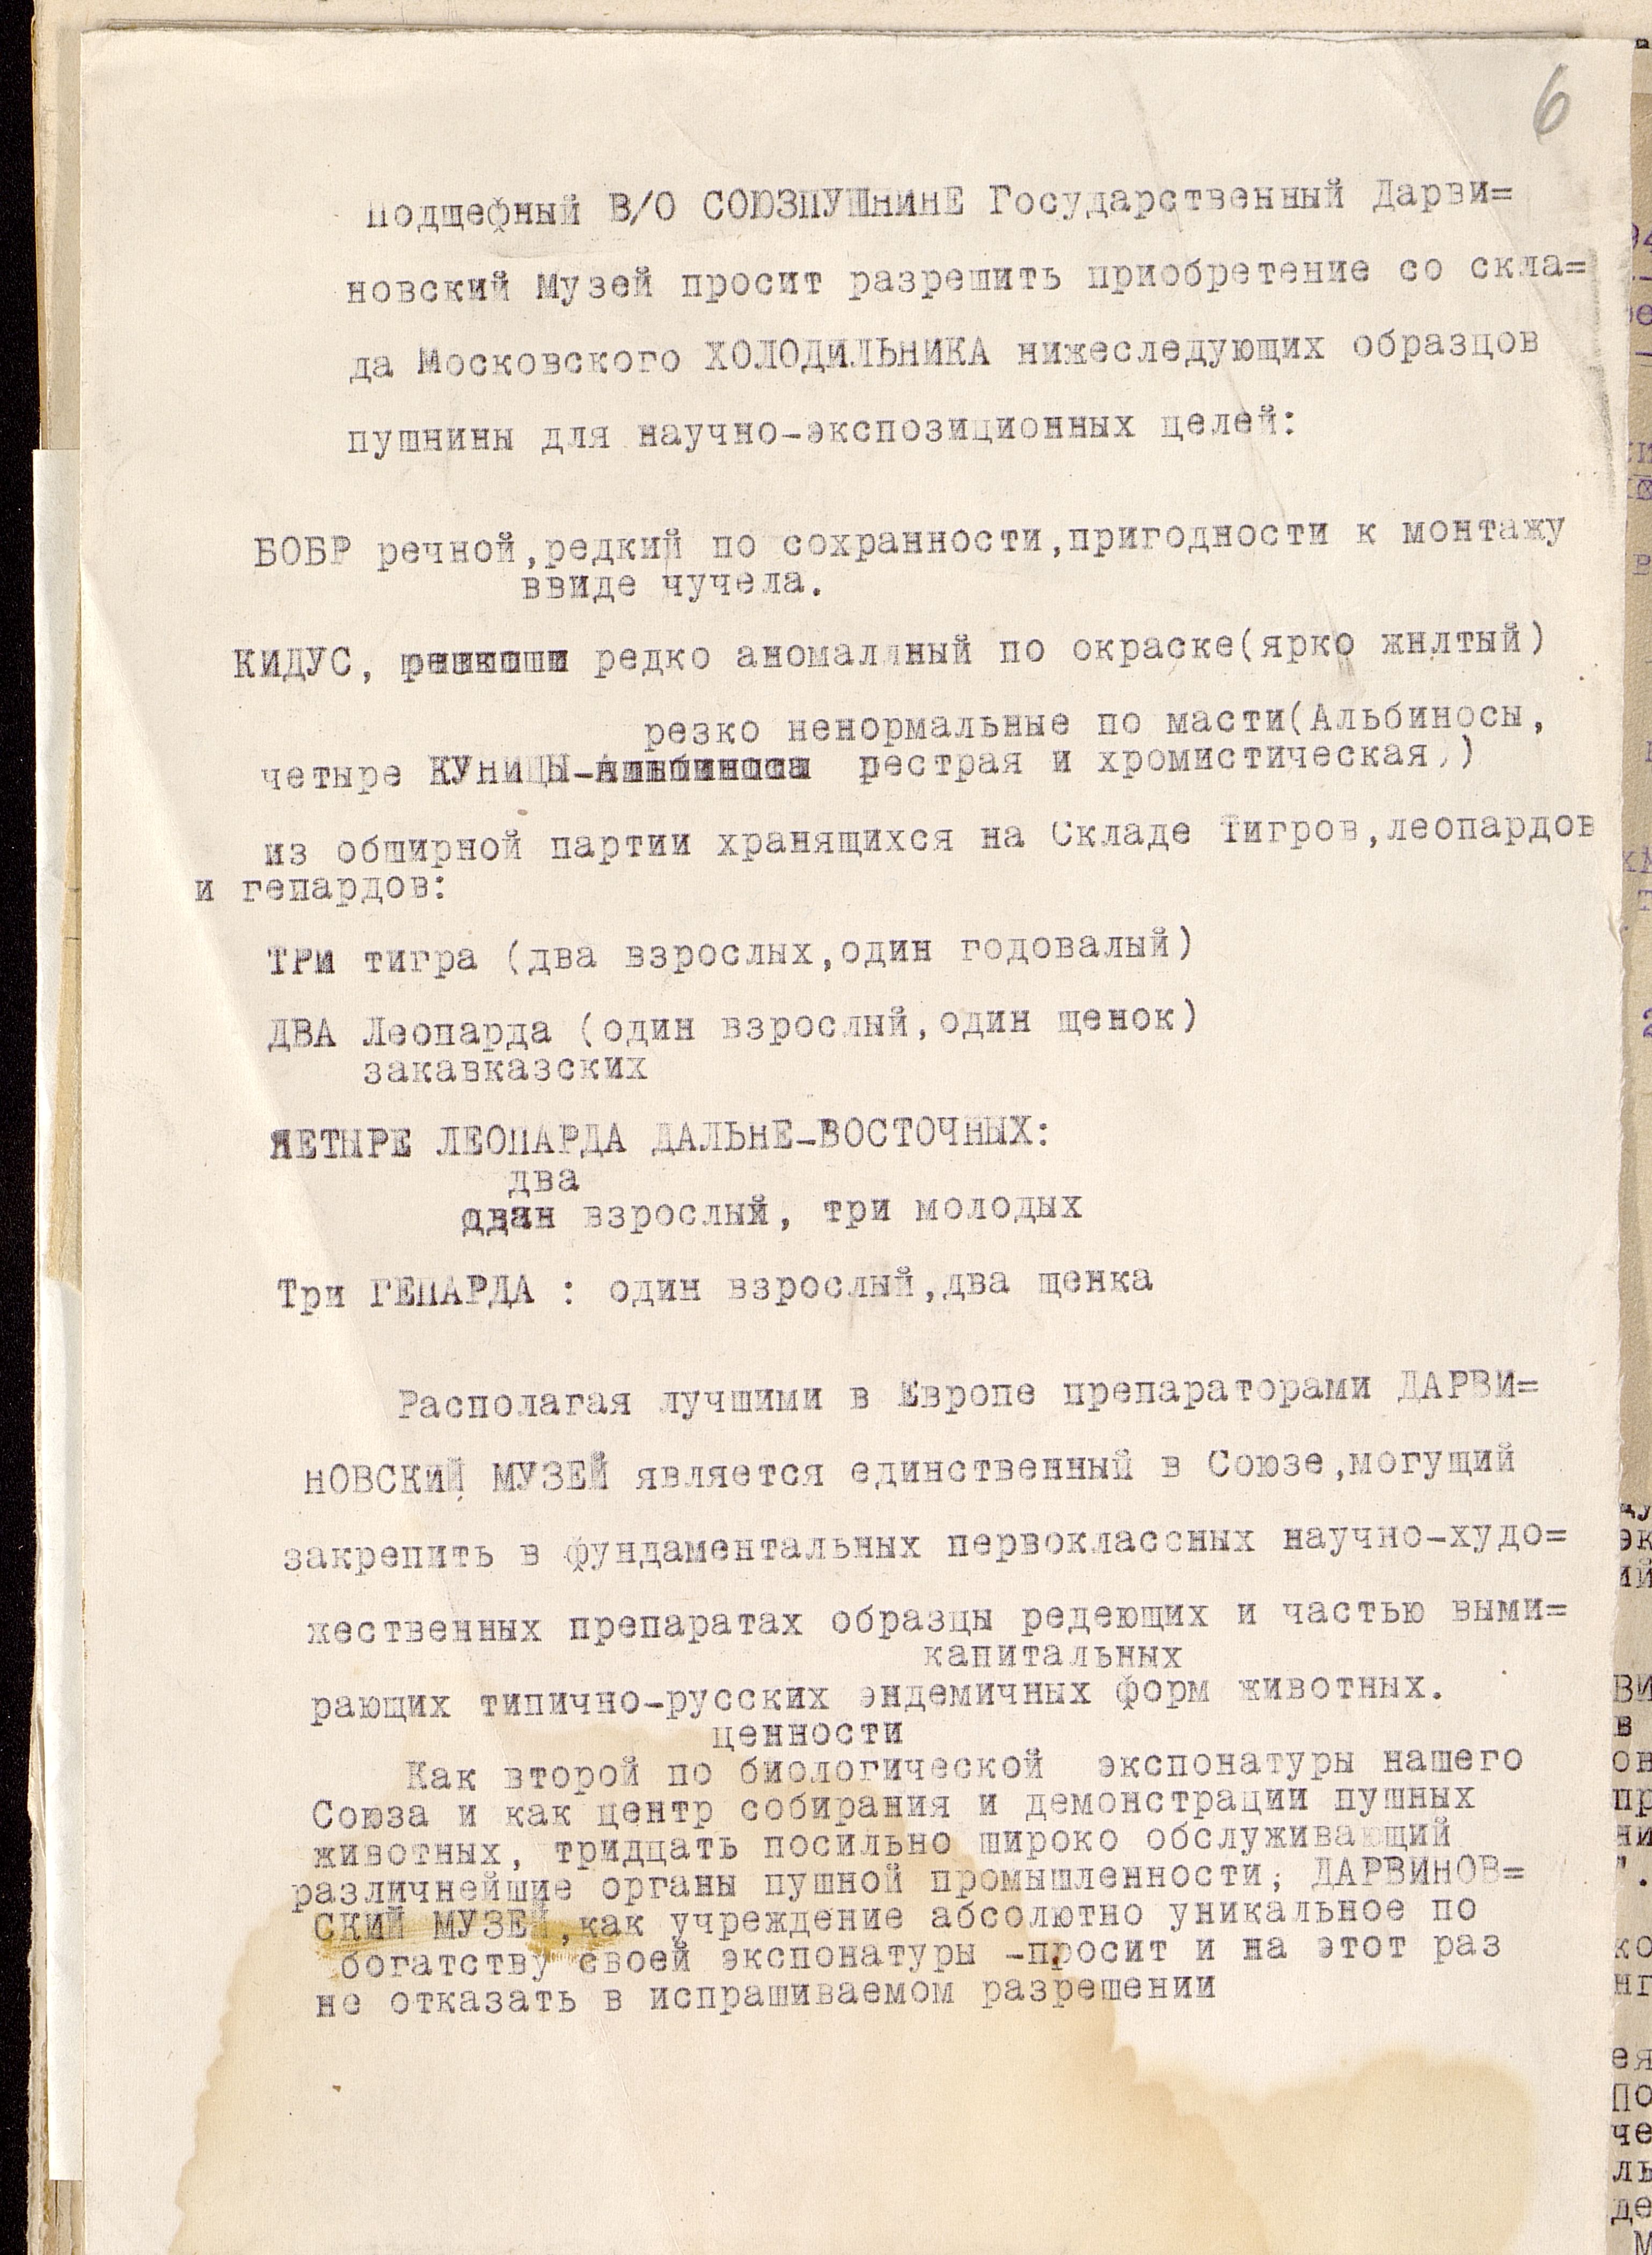 6
Подшефный В/О СОЮЗПУШНИНЕ Государственный Дарви=
новский Музей просит разрешить приобретение со скла=
да Московского ХОЛОДИЛЬНИКА нижеследующих образцов
пушнины для научно-экспозиционных целей:
БОБР речной,редкий по сохранности,пригодности к монтажу
ввиде чучела.
КИДУС, редко аномалльный по окраске(ярко жнлтый)
резко ненормальные по масти(Альбиносы,
четыре КУНИЦЫ- пестрая и хромистическая,)
из обширной партии хранящихся на Складе Тигров,леопардов
и гепардов:
ТРИ тигра (два взрослых,один годовалый)
ДВА Леопарда (один взрослый,один щенок)
закавказских
ЧЕТЫРЕ ЛЕОПАРДА ДАЛЬНЕ-ВОСТОЧНЫХ:
два
взрослый, три молодых
Три ГЕПАРДА : один взрослый,два щенка
Располагая лучшими в Европе препараторами ДАРВИ=
НОВСКИЙ МУЗЕЙ является единственный в Союзе,могущий
закрепить в фундаментальных первоклассных научно-худо=
жественных препаратах образцы редеющих и частью выми=
капитальных
рающих типично-русских эндемичных форм животных.
ценности
Как второй по биологической экспонатуры нашего
Союза и как центр собирания и демонстрации пушных
животных, тридцать посильно широко обслуживающий
различнейшие органы пушной промышленности; ДАРВИНОВ=
СКИЙ МУЗЕЙ,как учреждение абсолютно уникальное по
богатству своей экспонатуры -просит и на этот раз
не отказать в испрашиваемом разрешении